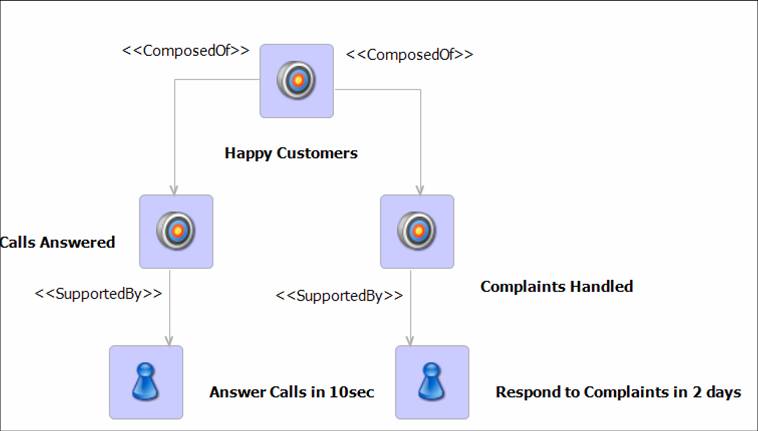 <<ComposedOf>>
<<ComposedOf>>
Happy Customers
Calls Answered
Complaints Handled
<<SupportedBy>>
<<SupportedBy>>
Answer Calls in 10sec
Respond to Complaints in 2 days